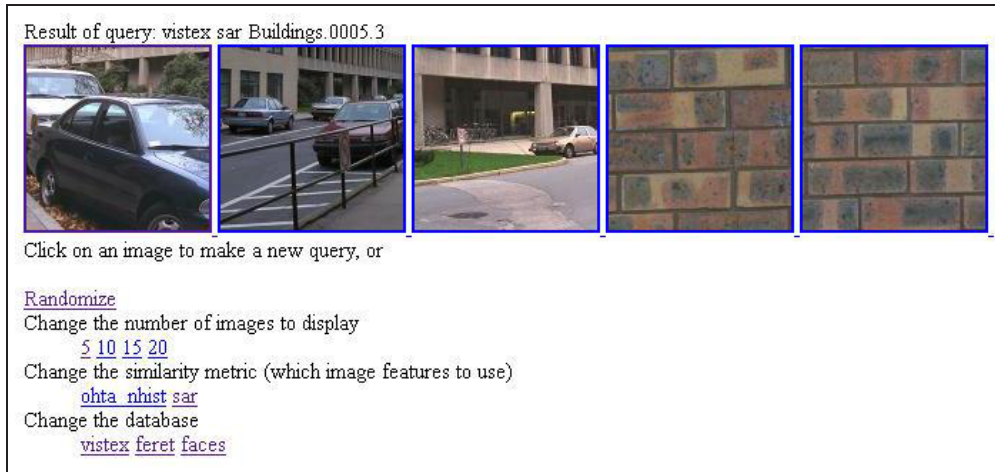 Result of query: vistex sar Buildings.0005.3
Click on an image to make a new query, or
Randomize
Change the number of images to display
5 10 15 20
Change the similarity metric (which image features to use)
ohta_nhist sar
Change the database
vistex feret faces